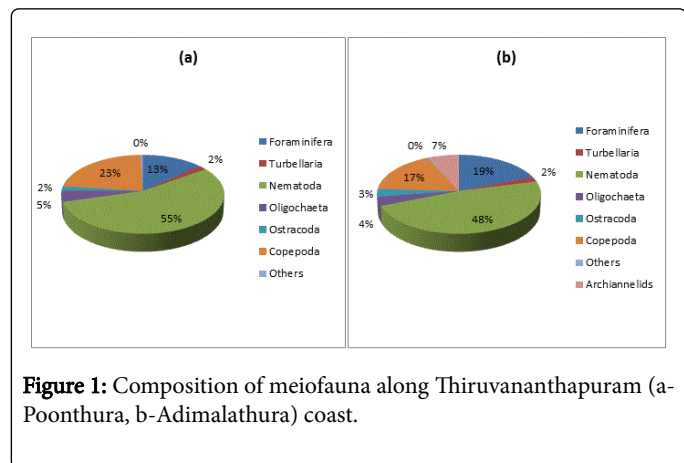 (a)
0%
13%
2%
23%
2%
5%
55%
Foraminifera
Turbellaria
Nematoda
Oligochaeta
Ostracoda
Copepoda
Others
(b)
0% 7%
19%
2%
17%
3%
4%
48%
Foraminifera
Turbellaria
Nematoda
Oligochaeta
Ostracoda
Copepoda
Others
Archiannelids
Figure 1: Composition of meiofauna along Thiruvananthapuram (a-
Poonthura, b-Adimalathura) coast.